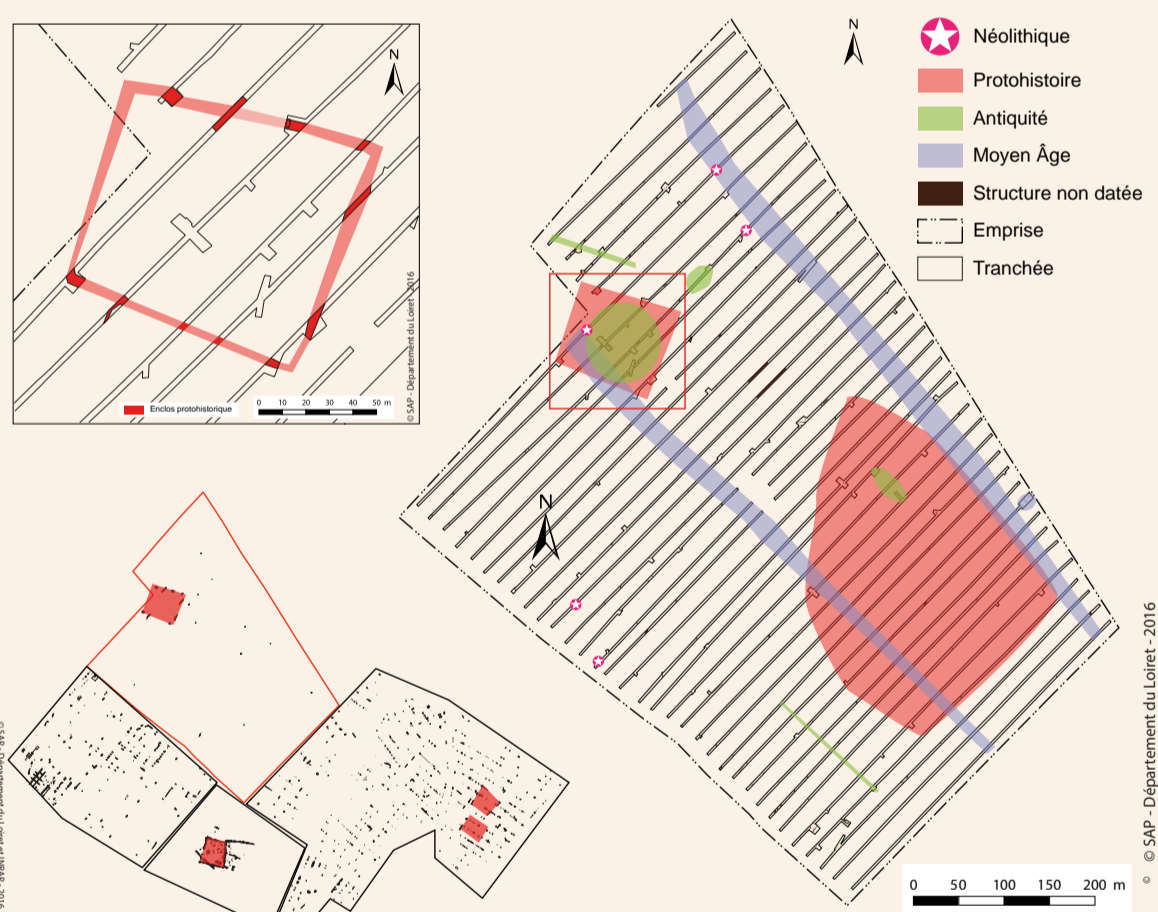 N
Enclos protohistorique
0 10 20 30 40 50 m
© SAP - Département du Loiret - 2016
N
Néolithique
Protohistoire
Antiquité
Moyen Âge
Structure non datée
Emprise
Tranchée
N
0 50 100 150 200 m
© SAP - Département du Loiret - 2016
©